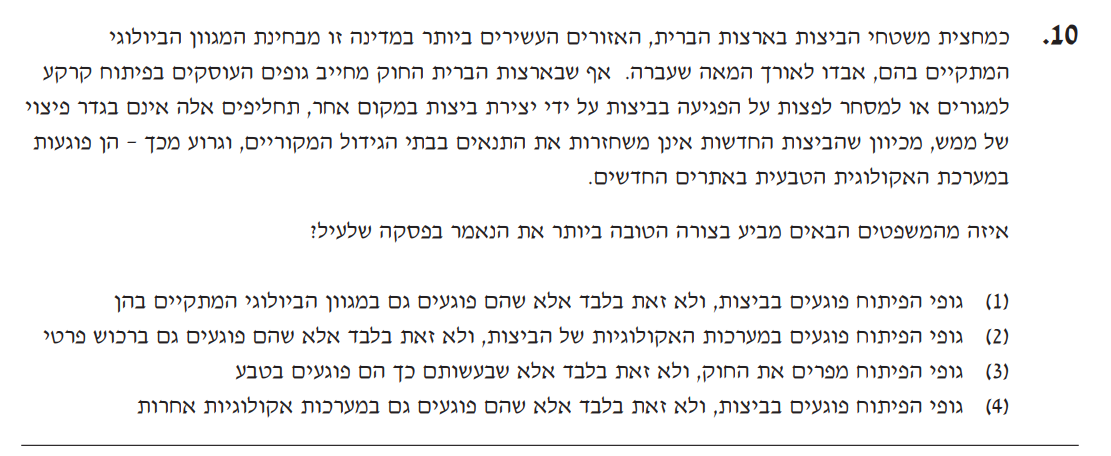 10. כמחצית משטחי הביצות בארצות הברית, האזורים העשירים ביותר במדינה זו מבחינת המגוון הביולוגי
המתקיים בהם, אבדו לאורך המאה שעברה. אף שבארצות הברית החוק מחייב גופים העוסקים בפיתוח קרקע
למגורים או למסחר לפצות על הפגיעה בביצות על ידי יצירת ביצות במקום אחר, תחליפים אלה אינם בגדר פיצוי
של ממש, מכיוון שהביצות החדשות אינן משחזרות את התנאים בבתי הגידול המקוריים, וגרוע מכך – הן פוגעות
במערכת האקולוגית הטבעית באתרים החדשים.
איזה מהמשפטים הבאים מביע בצורה הטובה ביותר את הנאמר בפסקה שלעיל?
(1) גופי הפיתוח פוגעים בביצות, ולא זאת בלבד אלא שהם פוגעים גם במגוון הביולוגי המתקיים בהן
(2) גופי הפיתוח פוגעים במערכות האקולוגיות של הביצות, ולא זאת בלבד אלא שהם פוגעים גם ברכוש פרטי
(3) גופי הפיתוח מפרים את החוק, ולא זאת בלבד אלא שבעשותם כך הם פוגעים בטבע
(4) גופי הפיתוח פוגעים בביצות, ולא זאת בלבד אלא שהם פוגעים גם במערכות אקולוגיות אחרות